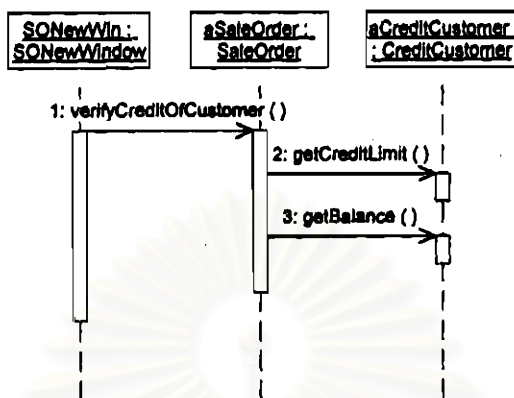 SONewWin :
SONewWindow
aSaleOrder :
SaleOrder
aCreditCustomer
: CreditCustomer
1: verifyCreditOfCustomer ( )
2: getCreditLimit ( )
3: getBalance ( )